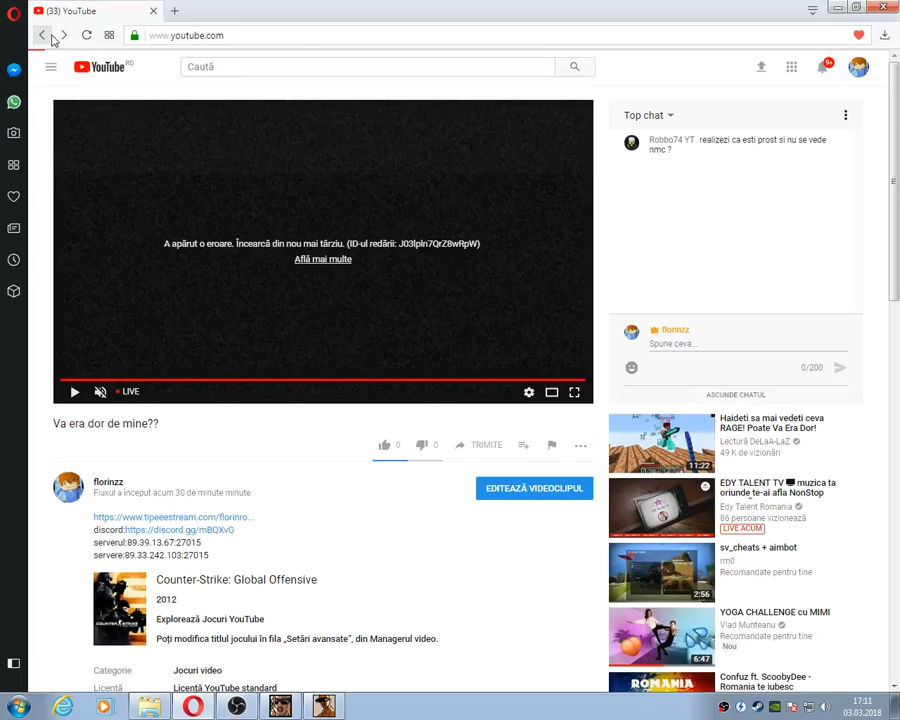 (33) YouTube
www.youtube.com
YouTube RO
Caută
9+
Top chat
Robbo74 YT realizezi ca esti prost si nu se vede
nmc ?
A apărut o eroare. Încearcă din nou mai târziu. (ID-ul redării: J03lpln7QrZ8wRpW)
Află mai multe
LIVE
florinzz
Spune ceva...
0/200
ASCUNDE CHATUL
Va era dor de mine??
0
0
TRIMITE
florinzz
Fluxul a început acum 30 de minute minute
EDITEAZĂ VIDEOCLIPUL
https://www.tipeeestream.com/florinro...
discord:https://discord.gg/mBQXvG
serverul:89.39.13.67:27015
servere:89.33.242.103:27015
Counter-Strike: Global Offensive
2012
Explorează Jocuri YouTube
Poți modifica titlul jocului în fila „Setări avansate", din Managerul video.
Categorie Jocuri video
Licență Licență YouTube standard
Haideti sa mai vedeti ceva
RAGE! Poate Va Era Dor!
Lectură DeLaA-LaZ
49 K de vizionări
11:22
EDY TALENT TV muzica ta
oriunde te-ai afla NonStop
Edy Talent Romania
86 persoane vizionează
LIVE ACUM
sv_cheats + aimbot
rm0
Recomandate pentru tine
2:56
YOGA CHALLENGE cu MIMI
Vlad Munteanu
Recomandate pentru tine
Nou
6:47
Confuz ft. ScoobyDee -
Romania te iubesc
ROMANIA
17:11
03.03.2018